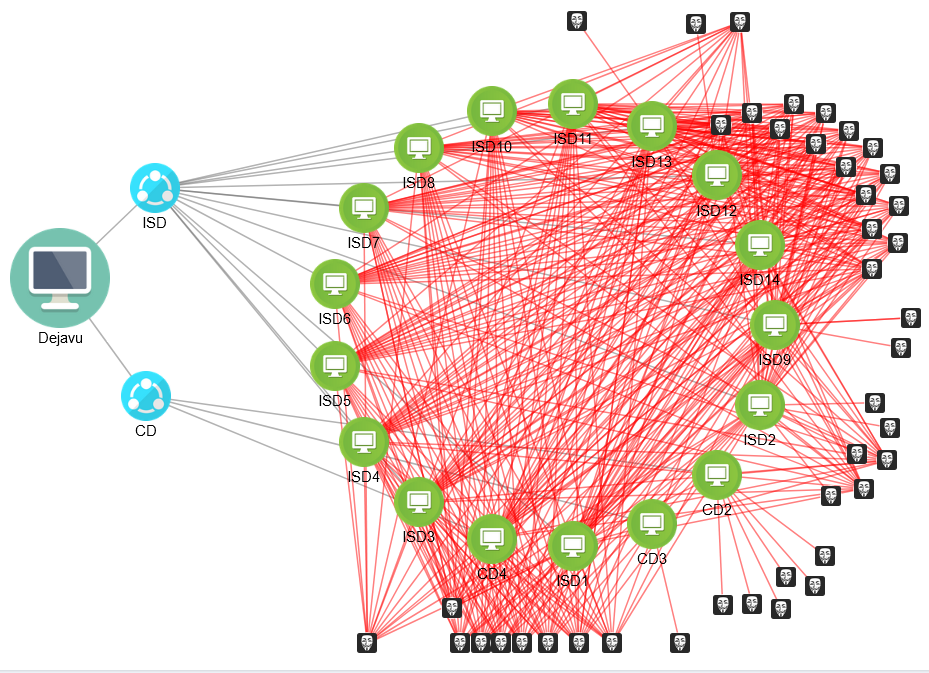 ISD11
ISD10
ISD13
ISD8
ISD12
ISD
ISD7
ISD14
ISD6
Dejavu
ISD9
ISD5
CD
ISD2
ISD4
CD2
ISD3
CD3
CD4
ISD1